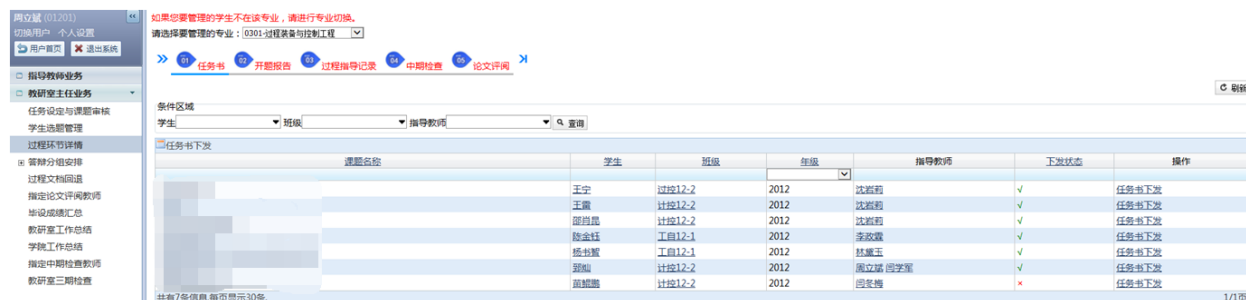 周立斌 (01201)
切换用户 个人设置
用户首页 退出系统
指导教师业务
教研室主任业务
任务设定与课题审核
学生选题管理
过程环节详情
答辩分组安排
过程文档回退
指定论文评阅教师
毕设成绩汇总
教研室工作总结
学院工作总结
指定中期检查教师
教研室三期检查
如果您要管理的学生不在该专业，请进行专业切换。
请选择要管理的专业：0301-过程装备与控制工程
01 任务书 02 开题报告 03 过程指导记录 04 中期检查 05 论文评阅
刷新
条件区域
学生 班级 指导教师 查询
任务书下发
课题名称 学生 班级 年级 指导教师 下发状态 操作
王宁 过控12-2 2012 沈岩莉 √ 任务书下发
王雷 计控12-2 2012 沈岩莉 √ 任务书下发
邵肖昆 计控12-2 2012 沈岩莉 √ 任务书下发
陈金钰 工自12-1 2012 李政霖 √ 任务书下发
杨书智 工自12-1 2012 林黛玉 √ 任务书下发
郅灿 计控12-2 2012 周立斌 闫学军 √ 任务书下发
苗鲲鹏 计控12-2 2012 闫冬梅 × 任务书下发
共有7条信息,每页显示30条. 1/1页